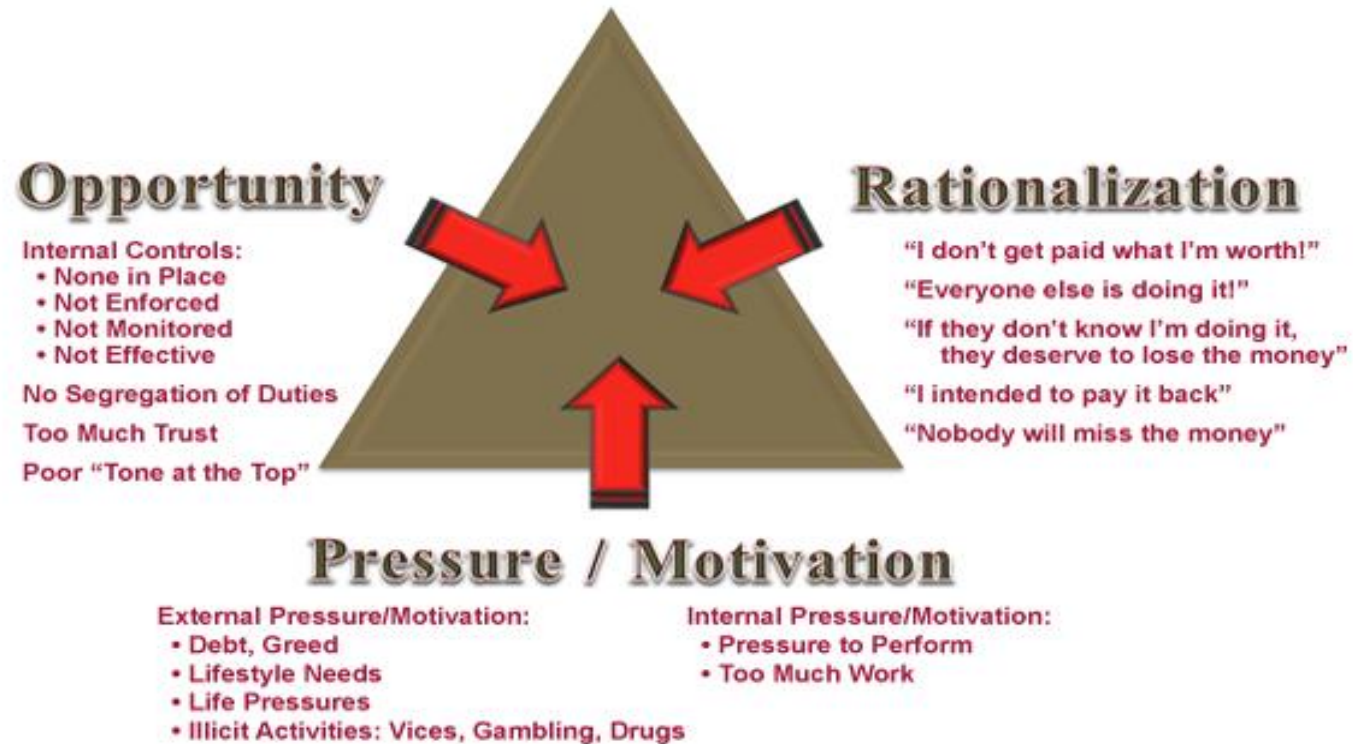 Opportunity
Internal Controls:
• None in Place
• Not Enforced
• Not Monitored
• Not Effective
No Segregation of Duties
Too Much Trust
Poor “Tone at the Top”
Rationalization
“I don’t get paid what I’m worth!”
“Everyone else is doing it!”
“If they don’t know I’m doing it,
they deserve to lose the money”
“I intended to pay it back”
“Nobody will miss the money”
Pressure / Motivation
External Pressure/Motivation:
• Debt, Greed
• Lifestyle Needs
• Life Pressures
• Illicit Activities: Vices, Gambling, Drugs
Internal Pressure/Motivation:
• Pressure to Perform
• Too Much Work